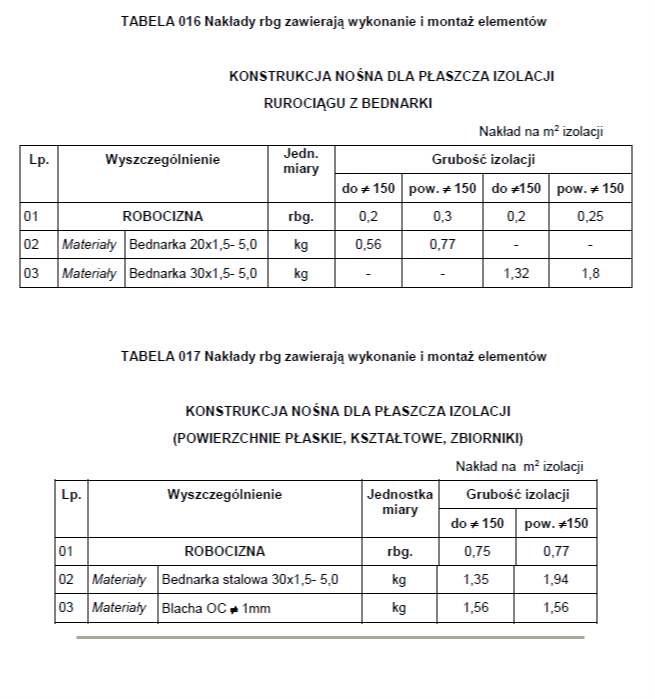 TABELA 016 Nakłady rbg zawierają wykonanie i montaż elementów
KONSTRUKCJA NOŚNA DLA PŁASZCZA IZOLACJI
RUROCIĄGU Z BEDNARKI
Nakład na m² izolacji
Lp. Wyszczególnienie Jedn. miary Grubość izolacji
do ≠ 150 pow. ≠ 150 do ≠150 pow. ≠ 150
01 ROBOCIZNA rbg. 0,2 0,3 0,2 0,25
02 Materiały Bednarka 20x1,5- 5,0 kg 0,56 0,77 - -
03 Materiały Bednarka 30x1,5- 5,0 kg - - 1,32 1,8
TABELA 017 Nakłady rbg zawierają wykonanie i montaż elementów
KONSTRUKCJA NOŚNA DLA PŁASZCZA IZOLACJI
(POWIERZCHNIE PŁASKIE, KSZTAŁTOWE, ZBIORNIKI)
Nakład na m² izolacji
Lp. Wyszczególnienie Jednostka miary Grubość izolacji
do ≠ 150 pow. ≠150
01 ROBOCIZNA rbg. 0,75 0,77
02 Materiały Bednarka stalowa 30x1,5- 5,0 kg 1,35 1,94
03 Materiały Blacha OC ≠ 1mm kg 1,56 1,56